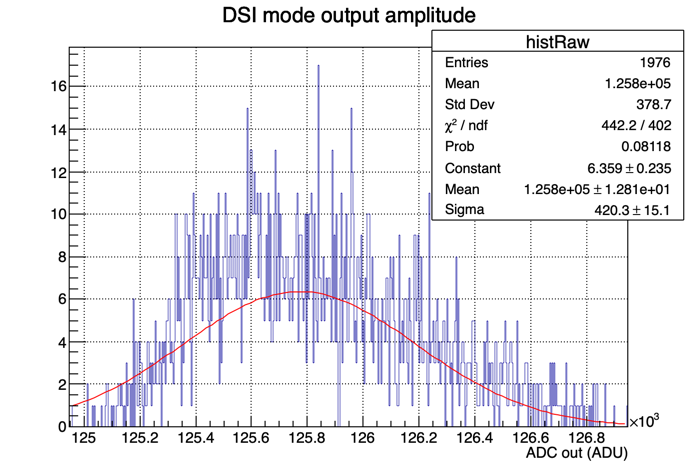 DSI mode output amplitude
histRaw
Entries 1976
Mean 1.258e+05
Std Dev 378.7
χ² / ndf 442.2 / 402
Prob 0.08118
Constant 6.359 ± 0.235
Mean 1.258e+05 ± 1.281e+01
Sigma 420.3 ± 15.1
16
14
12
10
8
6
4
2
0
125 125.2 125.4 125.6 125.8 126 126.2 126.4 126.6 126.8
×10³
ADC out (ADU)